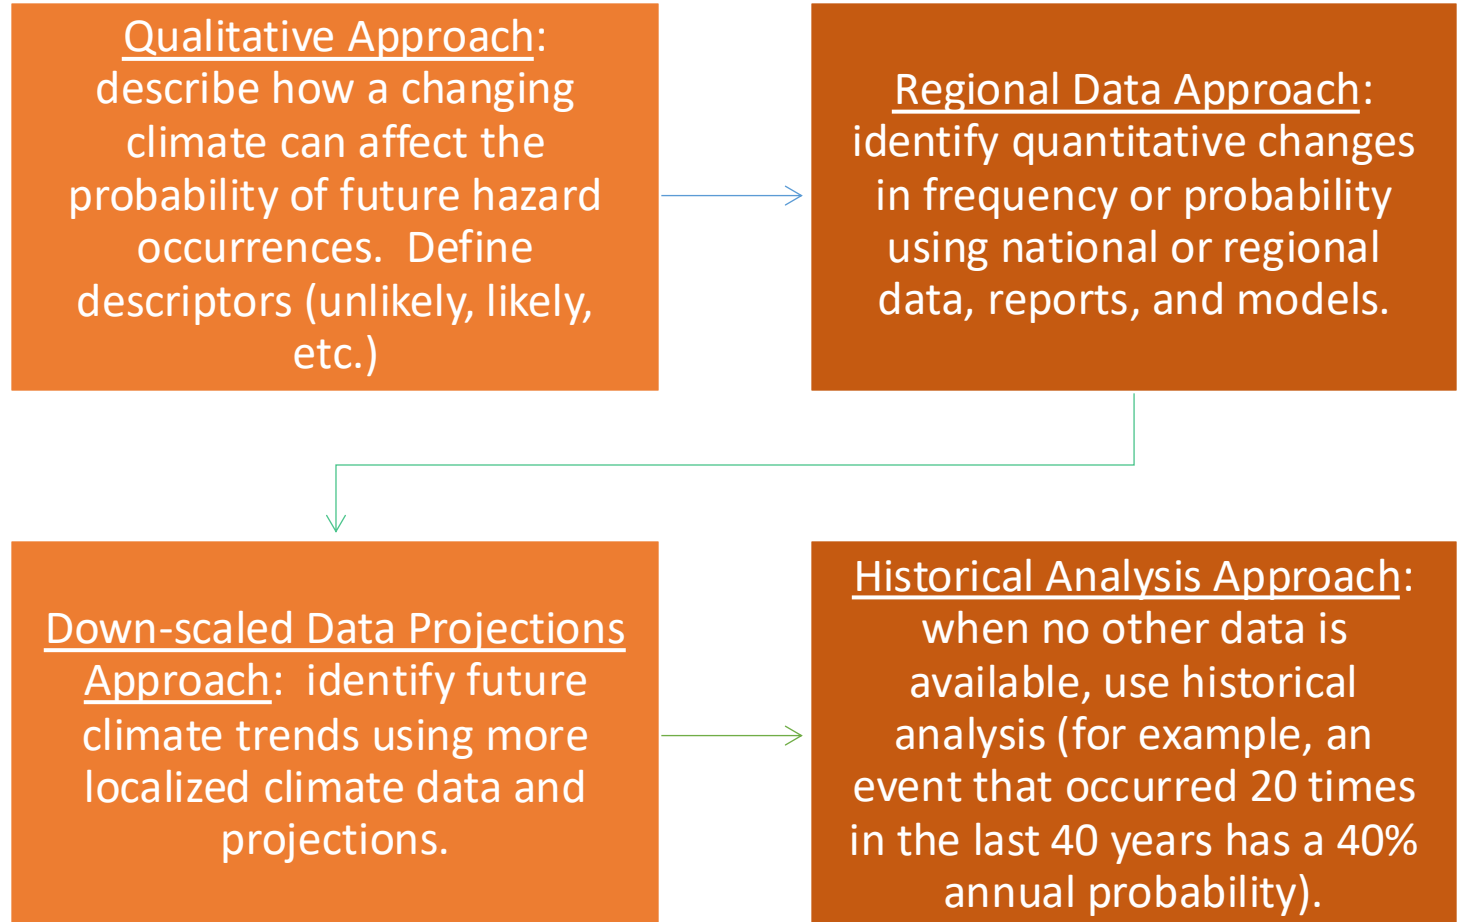 Qualitative Approach:
describe how a changing
climate can affect the
probability of future hazard
occurrences.  Define
descriptors (unlikely, likely,
etc.)
Regional Data Approach:
identify quantitative changes
in frequency or probability
using national or regional
data, reports, and models.
Down-scaled Data Projections
Approach:  identify future
climate trends using more
localized climate data and
projections.
Historical Analysis Approach:
when no other data is
available, use historical
analysis (for example, an
event that occurred 20 times
in the last 40 years has a 40%
annual probability).